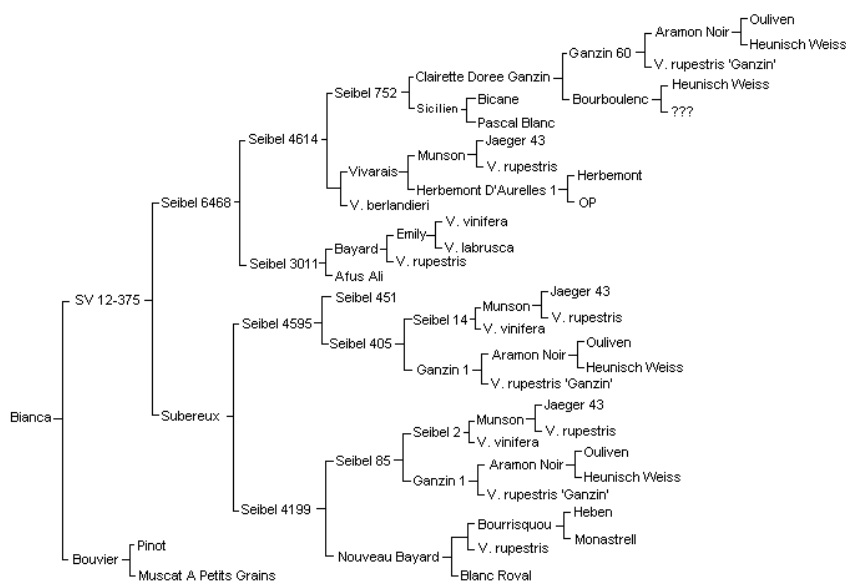 Ouliven
Aramon Noir
Heunisch Weiss
Ganzin 60
V. rupestris 'Ganzin'
Clairette Doree Ganzin
Heunisch Weiss
Bourboulenc
???
Seibel 752
Bicane
Sicilien
Pascal Blanc
Seibel 4614
Jaeger 43
Munson
V. rupestris
Vivarais
Herbemont
Herbemont D'Aurelles 1
OP
V. berlandieri
Seibel 6468
V. vinifera
Emily
V. labrusca
Bayard
V. rupestris
Seibel 3011
Afus Ali
SV 12-375
Seibel 451
Seibel 4595
Jaeger 43
Munson
V. rupestris
Seibel 14
V. vinifera
Seibel 405
Ouliven
Aramon Noir
Heunisch Weiss
Ganzin 1
V. rupestris 'Ganzin'
Bianca
Subereux
Jaeger 43
Munson
V. rupestris
Seibel 2
V. vinifera
Seibel 85
Ouliven
Aramon Noir
Heunisch Weiss
Ganzin 1
V. rupestris 'Ganzin'
Seibel 4199
Heben
Bourrisquou
Monastrell
V. rupestris
Nouveau Bayard
Blanc Royal
Pinot
Bouvier
Muscat A Petits Grains